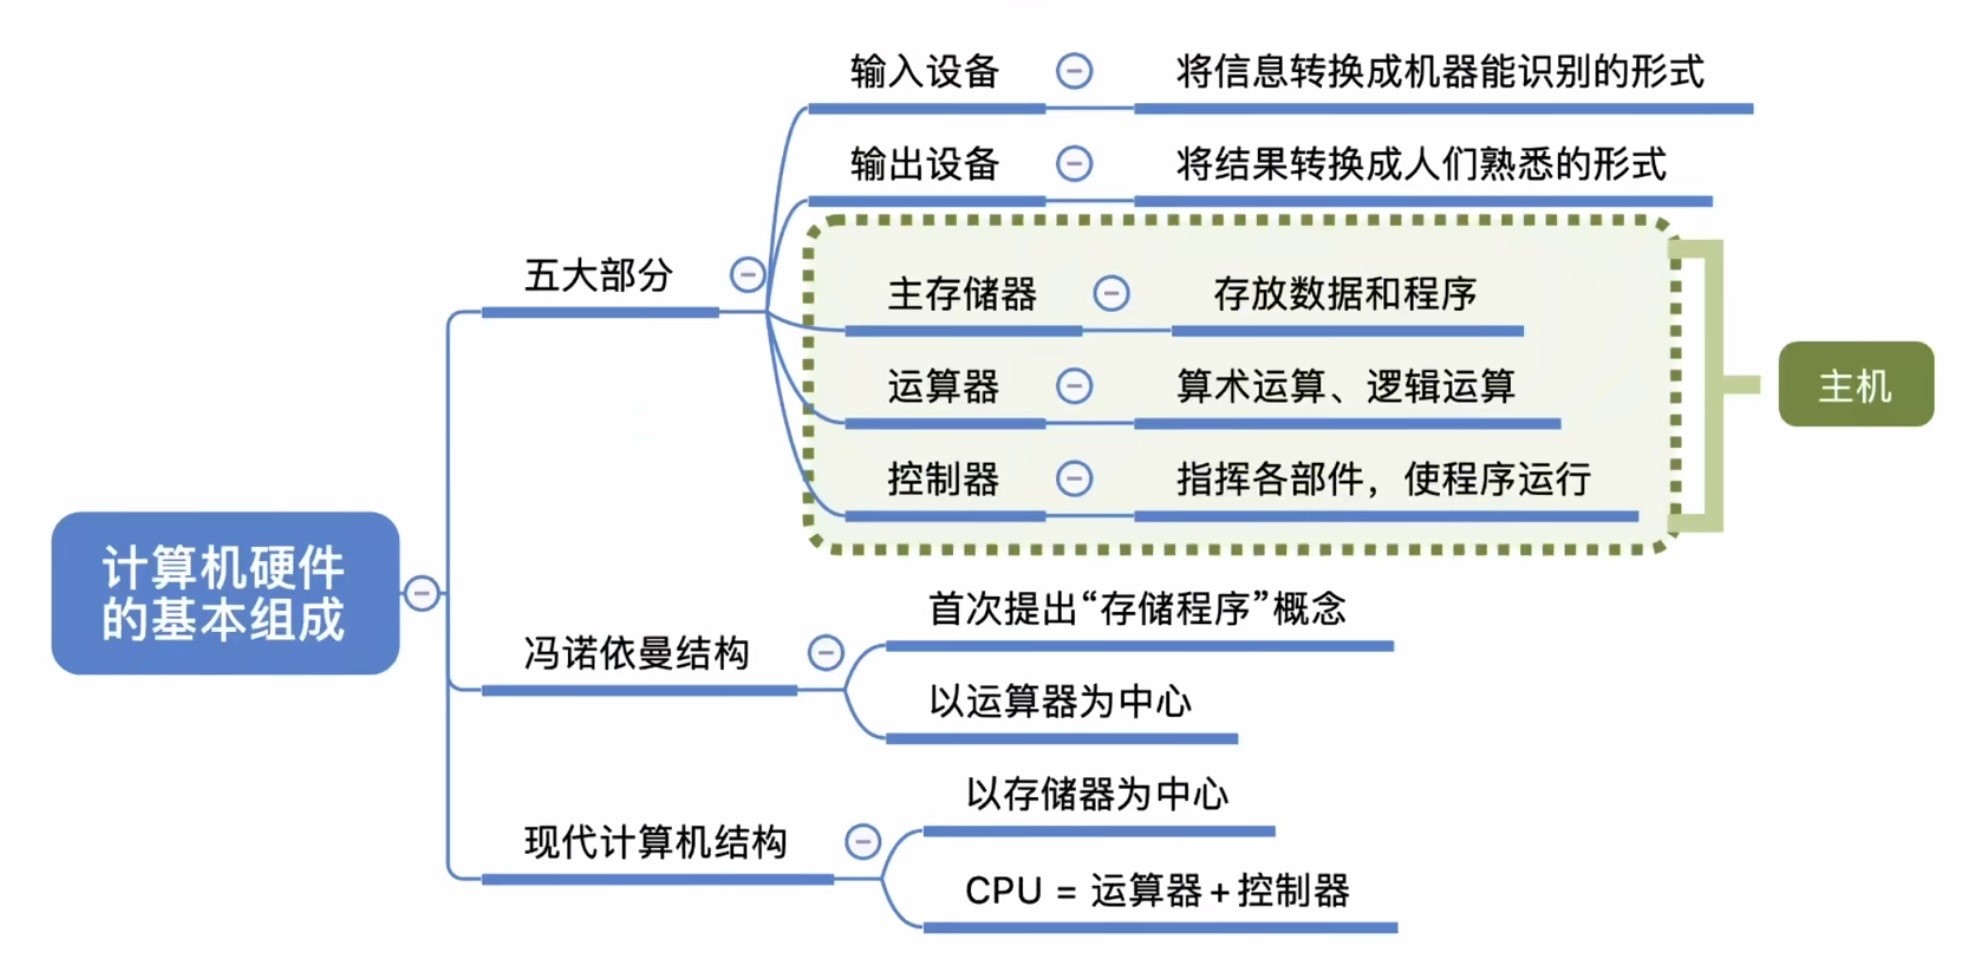 输入设备
将信息转换成机器能识别的形式
输出设备
将结果转换成人们熟悉的形式
五大部分
主存储器
存放数据和程序
运算器
算术运算、逻辑运算
控制器
指挥各部件，使程序运行
主机
计算机硬件
的基本组成
冯诺依曼结构
首次提出“存储程序”概念
以运算器为中心
现代计算机结构
以存储器为中心
CPU = 运算器+控制器